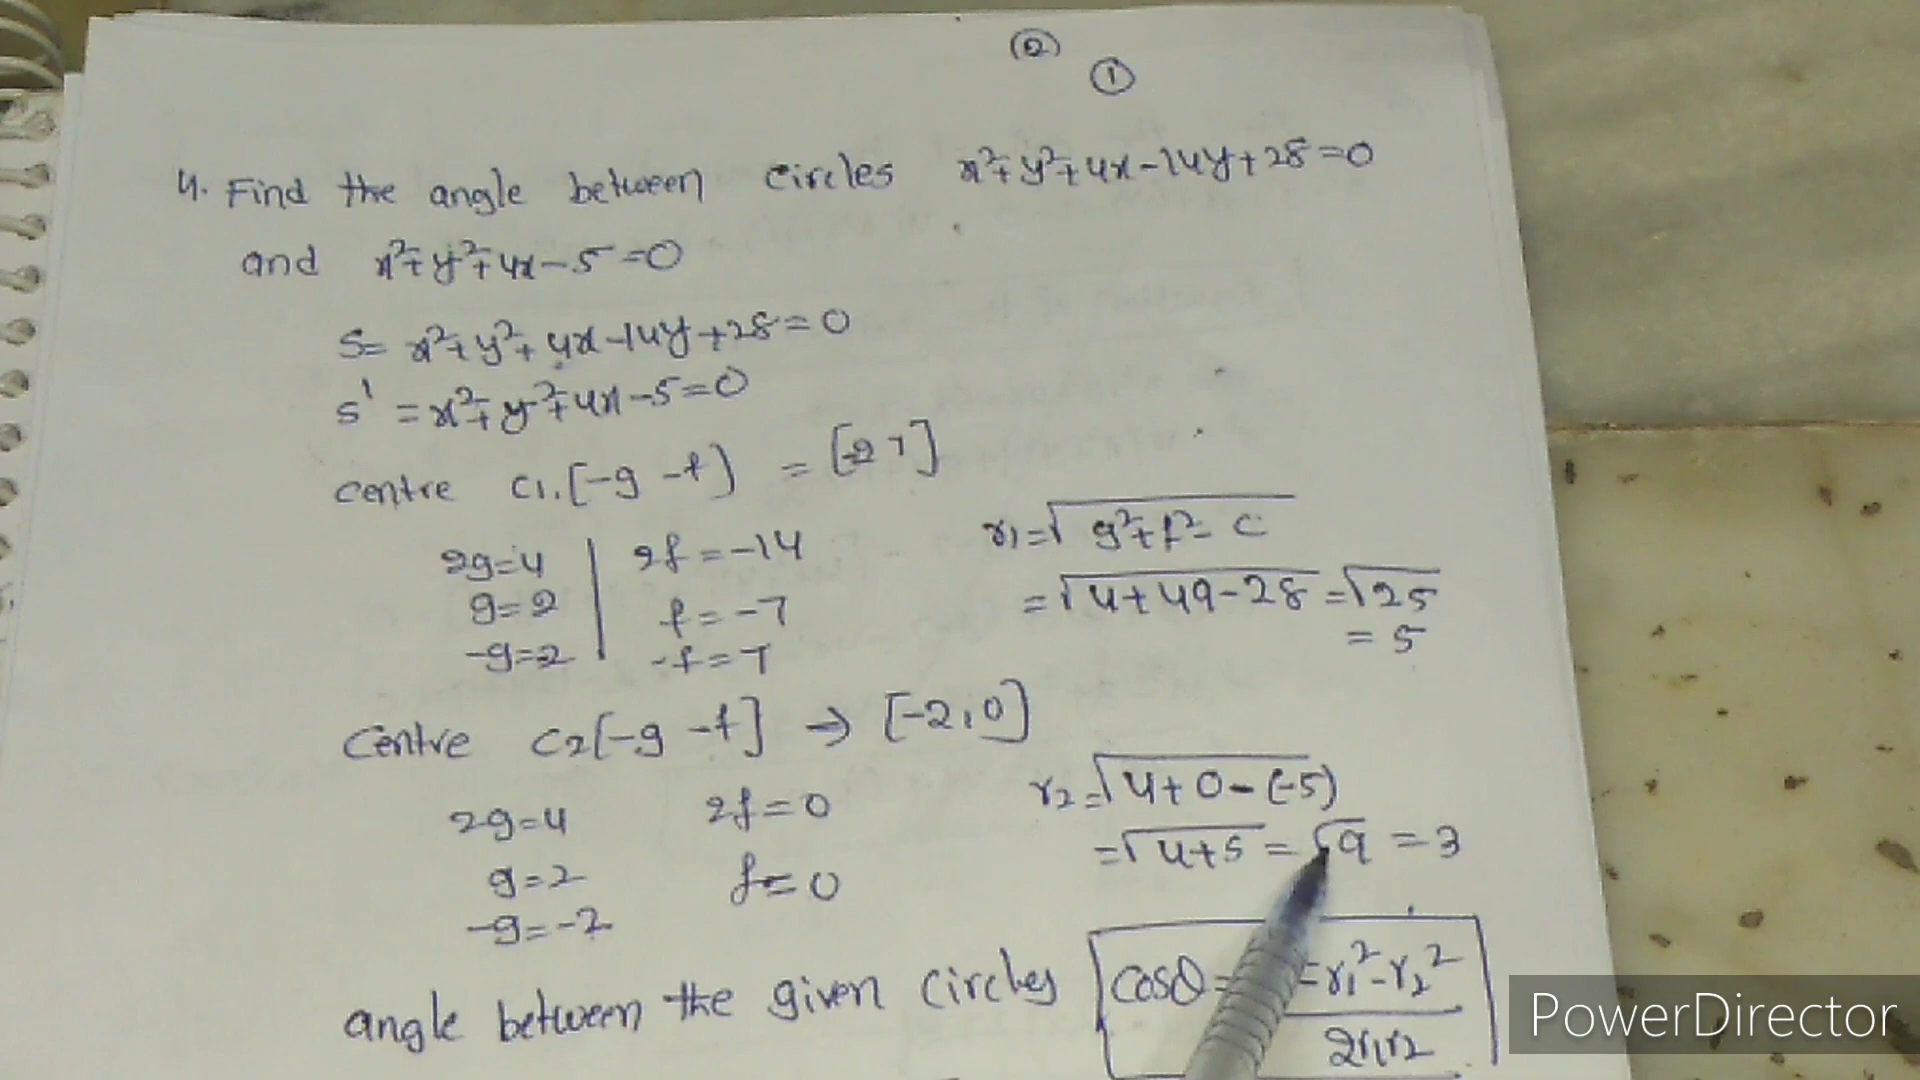 ②
①
4. Find the angle between circles x²+y²+4x-14y+28=0
and x²+y²+4x-5=0
S= x²+y²+4x-14y+28=0
S' =x²+y²+4x-5=0
centre C1.[-g -f) = [-2 7]
2g=4 | 2f=-14
g=2 | f=-7
-g=-2 | -f=7
r1=√g²+f²-c
=√4+49-28=√25
=5
Centre C2[-g -f] → [-2,0]
2g=4 2f=0
g=2 f=0
-g=-2
r2=√4+0-(-5)
=√4+5=√9=3
angle between the given circles cosθ= =r1²-r2²
2r1r2
PowerDirector